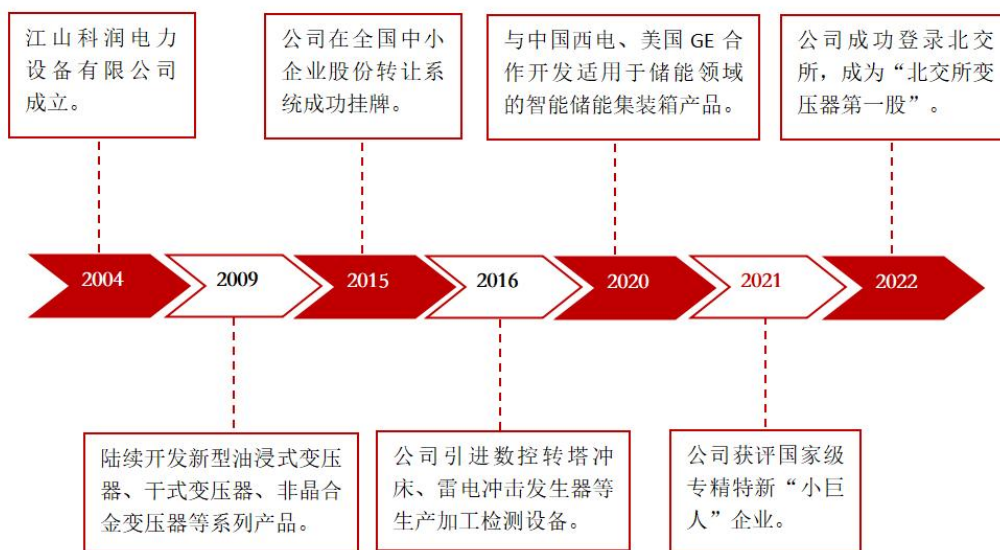 江山科润电力
设备有限公司
成立。
公司在全国中小
企业股份转让系
统成功挂牌。
与中国西电、美国 GE 合
作开发适用于储能领域
的智能储能集装箱产品。
公司成功登录北交
所，成为“北交所变
压器第一股”。
2004
2009
2015
2016
2020
2021
2022
陆续开发新型油浸式变压
器、干式变压器、非晶合
金变压器等系列产品。
公司引进数控转塔冲
床、雷电冲击发生器等
生产加工检测设备。
公司获评国家级
专精特新“小巨
人”企业。